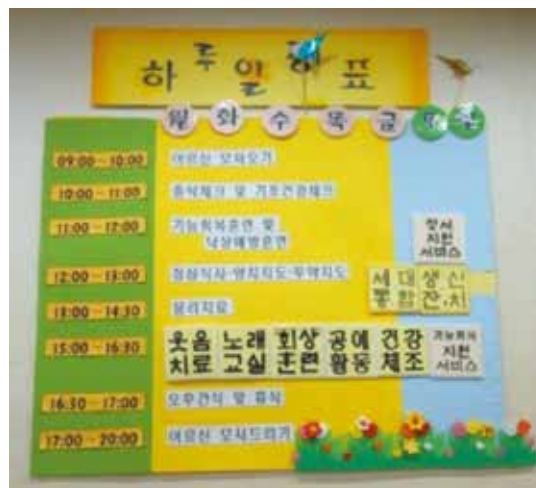 하루일과표
월 화 수 목 금 토 일
09:00 - 10:00 어르신 모셔오기
10:00 - 11:00 출석체크 및 기초건강체크
11:00 - 12:00 기능회복훈련 및
낙상예방훈련
정서
지원
서비스
12:00 - 13:00 점심식사·양치지도·투약지도
세대 생신
통합 잔치
13:00 - 14:30 물리치료
15:00 - 16:30 웃음 노래 회상 공예 건강
치료 교실 훈련 활동 체조
기능회복
지원
서비스
16:30 - 17:00 오후간식 및 휴식
17:00 - 20:00 어르신 모셔드리기